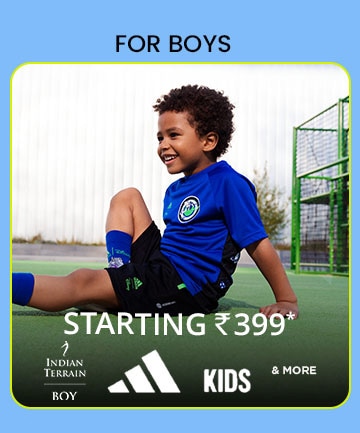 FOR BOYS
STARTING ₹399*
INDIAN
TERRAIN
BOY
KIDS
& MORE